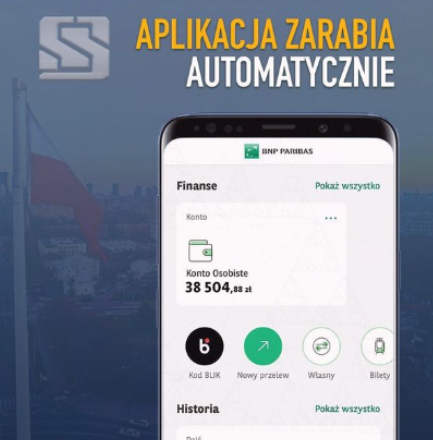 APLIKACJA ZARABIA
AUTOMATYCZNIE
BNP PARIBAS
Finanse
Pokaż wszystko
Konto
Konto Osobiste
38 504,88 zł
Kod BLIK
Nowy przelew
Własny
Bilety
Historia
Pokaż wszystko
Dziś